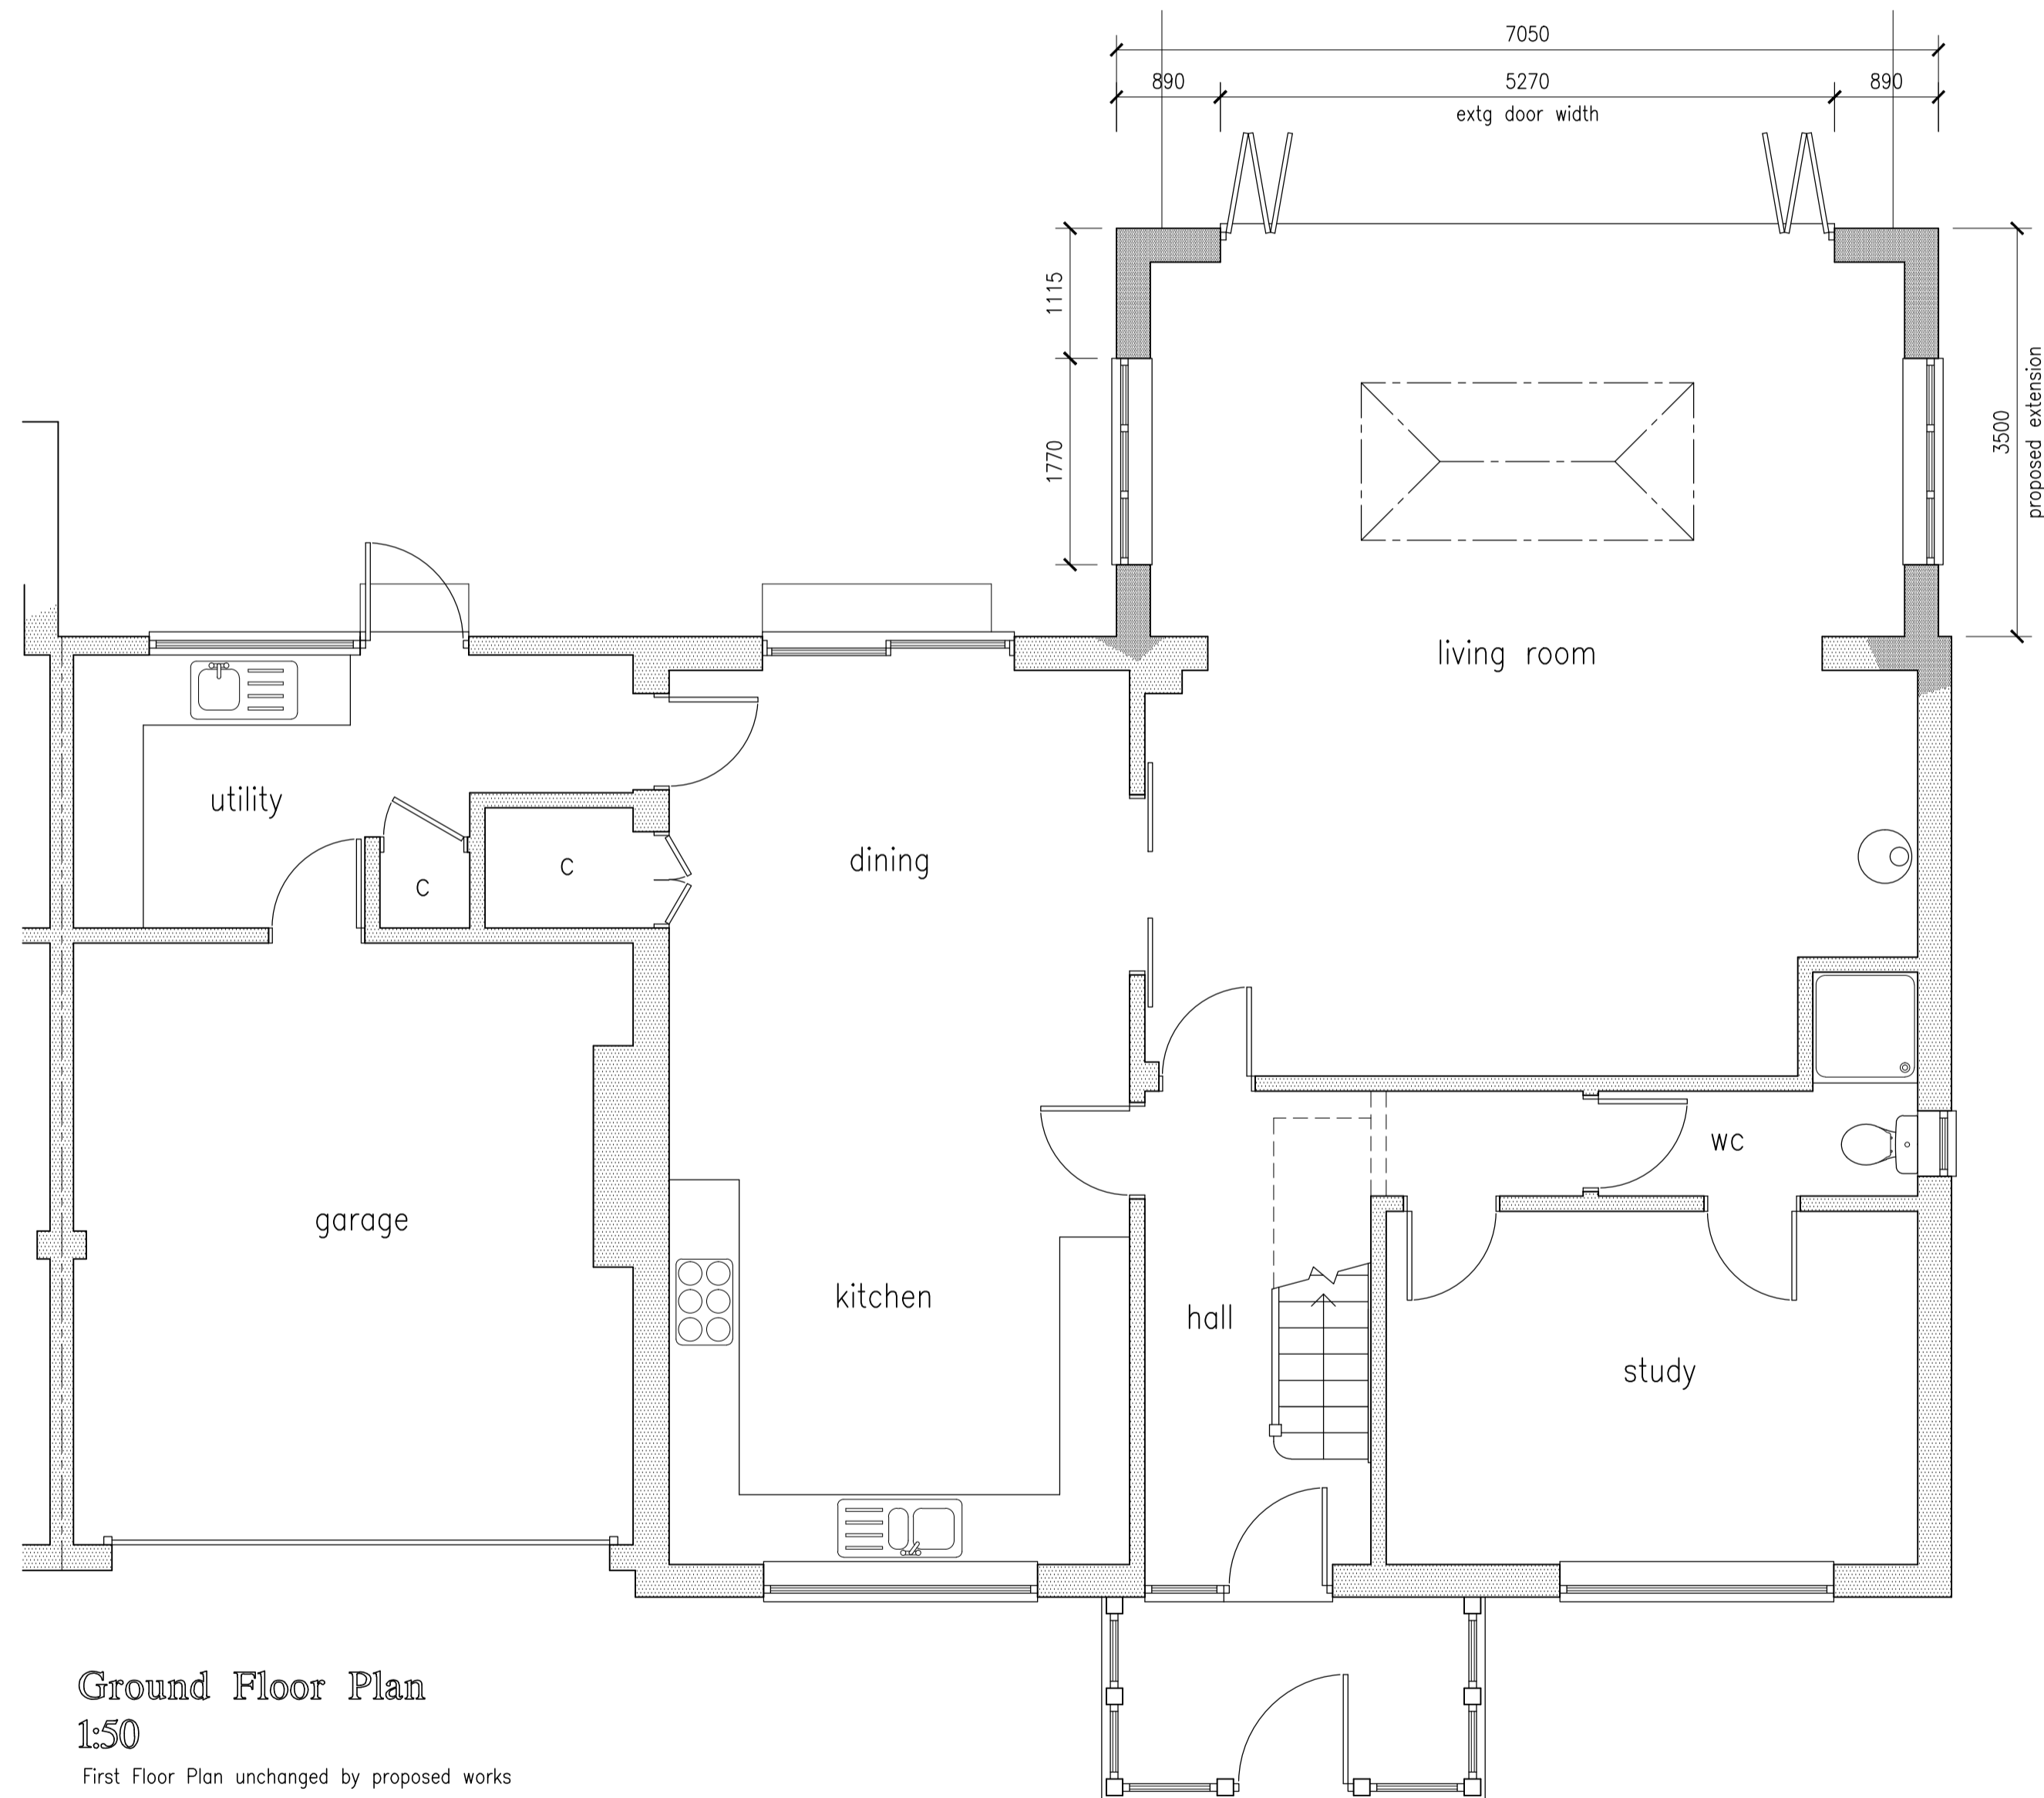 7050
890
5270
890
extg door width
1115
1770
3500
proposed extension
living room
utility
dining
c
c
wc
garage
kitchen
hall
study
Ground Floor Plan
1:50
First Floor Plan unchanged by proposed works